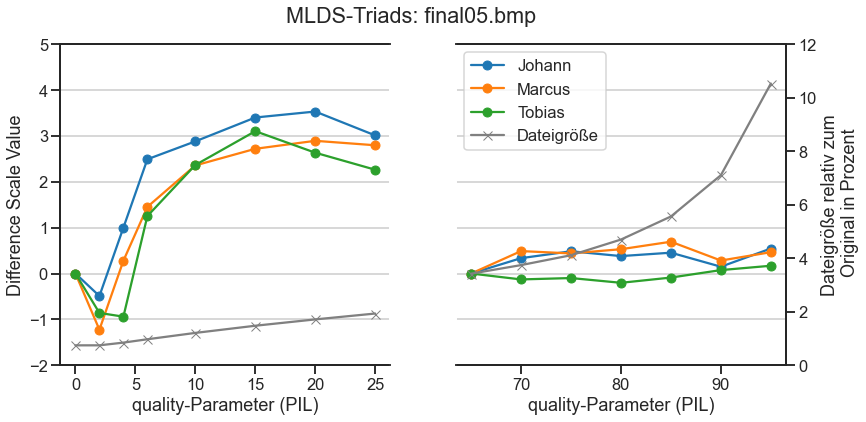 MLDS-Triads: final05.bmp
Difference Scale Value
5
4
3
2
1
0
−1
−2
0 5 10 15 20 25
quality-Parameter (PIL)
Johann
Marcus
Tobias
Dateigröße
70 80 90
quality-Parameter (PIL)
12
10
8
6
4
2
0
Dateigröße relativ zum
Original in Prozent